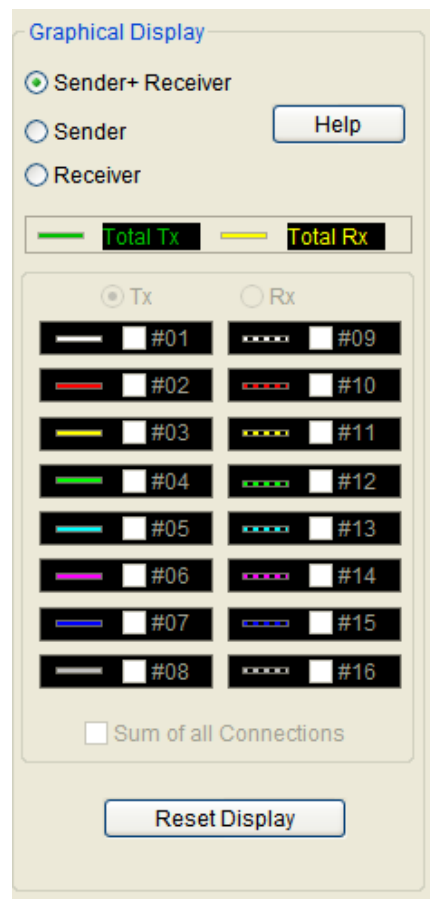 Graphical Display
Sender+ Receiver
Sender
Help
Receiver
Total Tx Total Rx
Tx Rx
#01 #09
#02 #10
#03 #11
#04 #12
#05 #13
#06 #14
#07 #15
#08 #16
Sum of all Connections
Reset Display